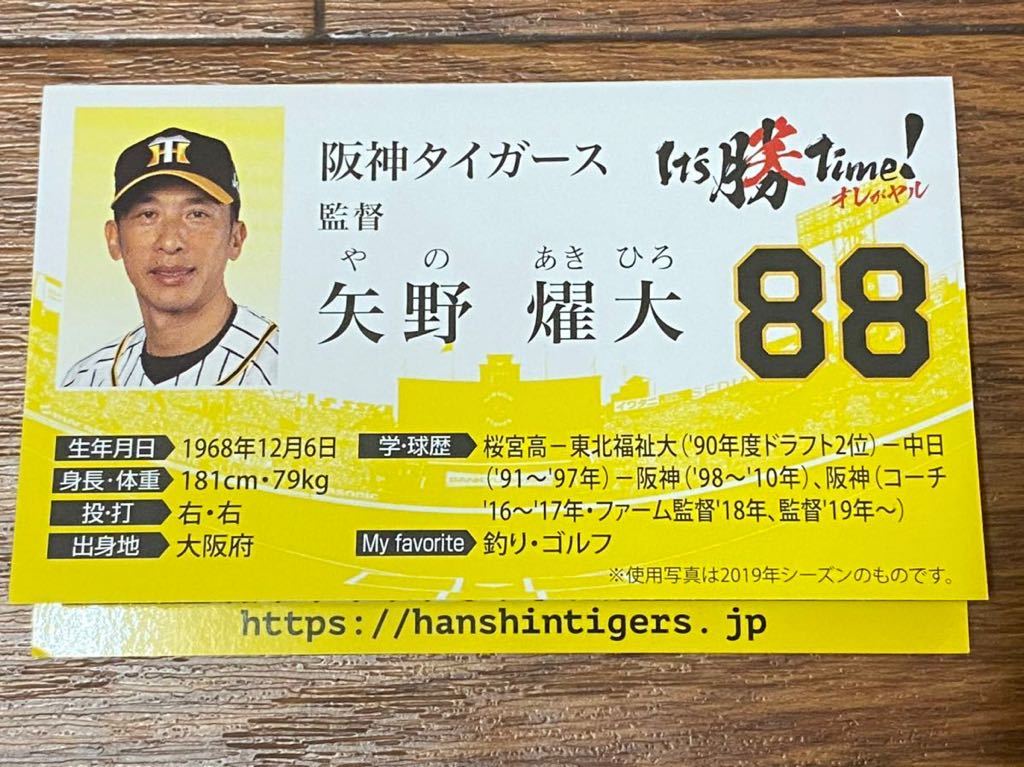 阪神タイガース
It's勝Time!
オレがヤル
監督
やの あきひろ
矢野 燿大
88
生年月日 1968年12月6日
身長・体重 181cm・79kg
投・打 右・右
出身地 大阪府
学・球歴 桜宮高－東北福祉大('90年度ドラフト2位)－中日
('91〜'97年)－阪神('98〜'10年)、阪神(コーチ
'16〜'17年・ファーム監督'18年、監督'19年〜)
My favorite 釣り・ゴルフ
※使用写真は2019年シーズンのものです。
https://hanshintigers.jp